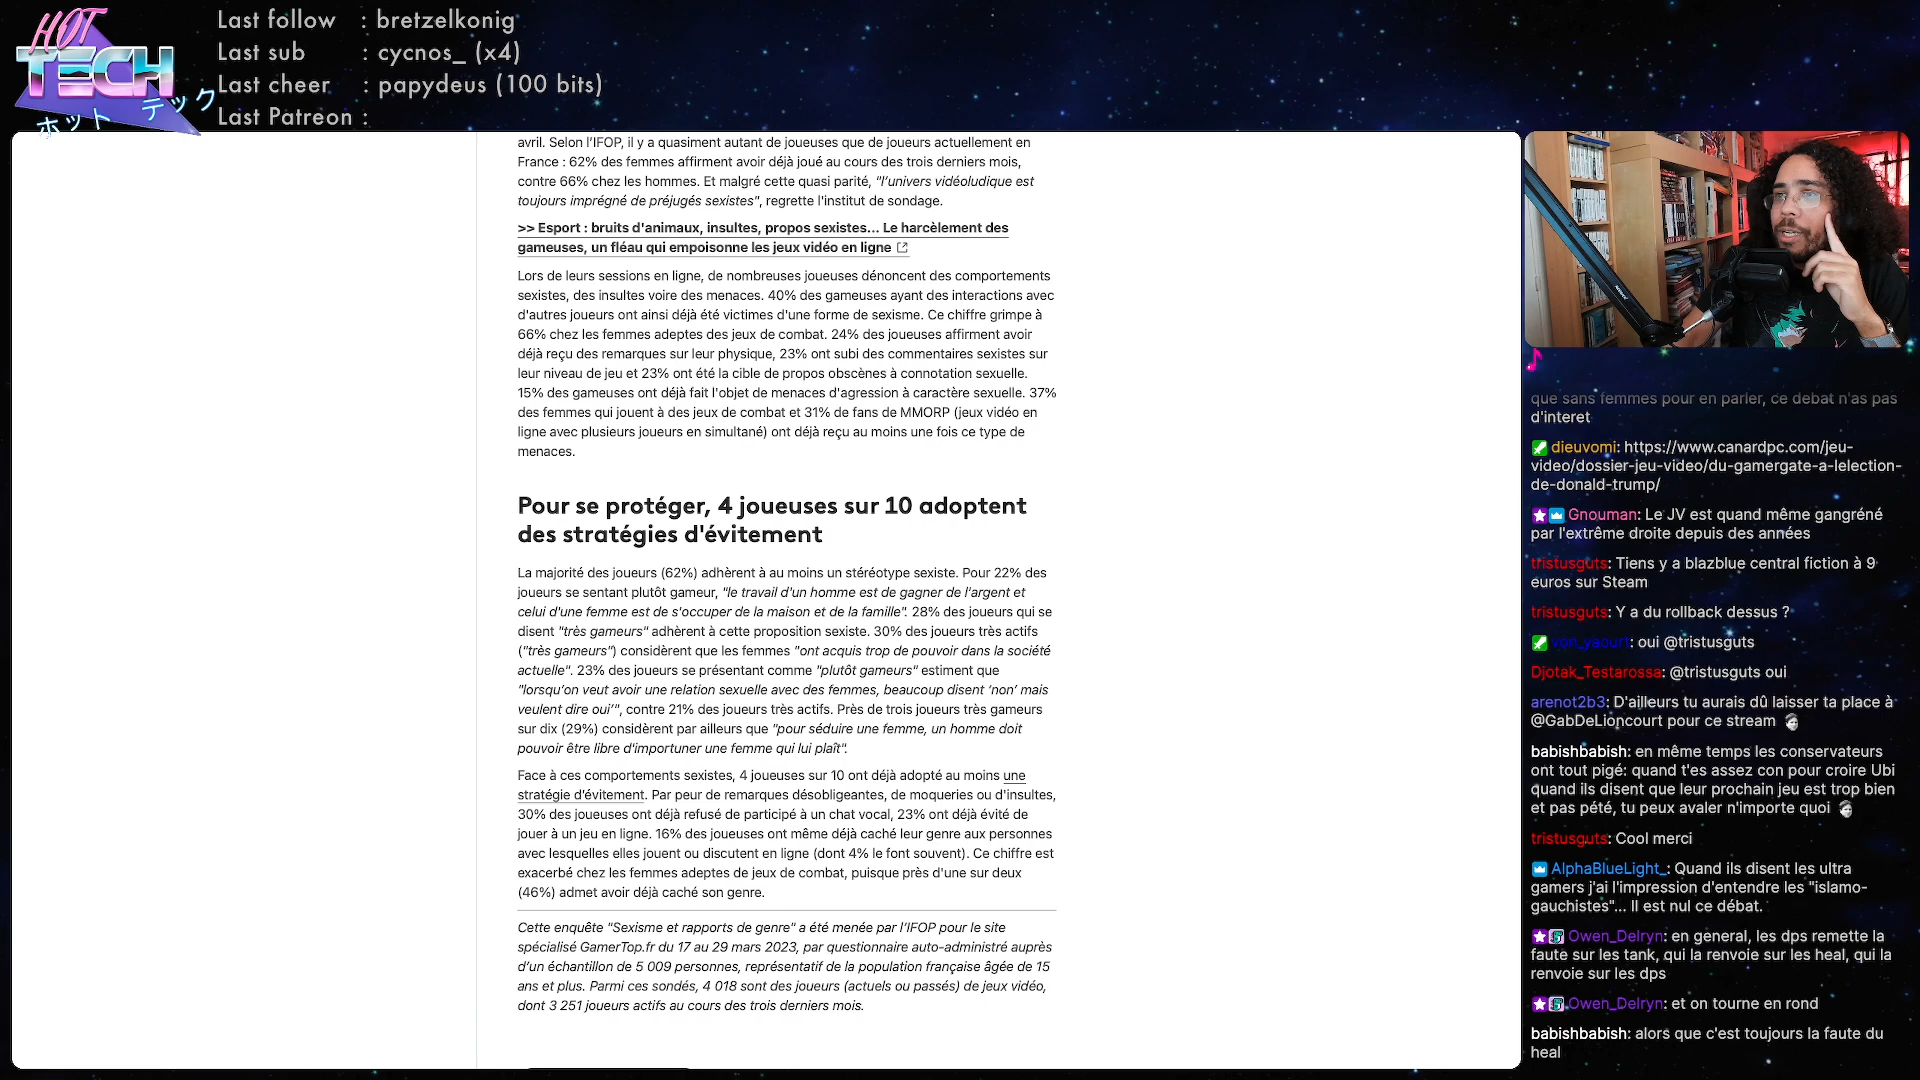 HOT
TECH
ホット テック
Last follow : bretzelkonig
Last sub : cycnos_ (x4)
Last cheer : papydeus (100 bits)
Last Patreon :
avril. Selon l'IFOP, il y a quasiment autant de joueuses que de joueurs actuellement en
France : 62% des femmes affirment avoir déjà joué au cours des trois derniers mois,
contre 66% chez les hommes. Et malgré cette quasi parité, "l'univers vidéoludique est
toujours imprégné de préjugés sexistes", regrette l'institut de sondage.
>> Esport : bruits d'animaux, insultes, propos sexistes... Le harcèlement des
gameuses, un fléau qui empoisonne les jeux vidéo en ligne
Lors de leurs sessions en ligne, de nombreuses joueuses dénoncent des comportements
sexistes, des insultes voire des menaces. 40% des gameuses ayant des interactions avec
d'autres joueurs ont ainsi déjà été victimes d'une forme de sexisme. Ce chiffre grimpe à
66% chez les femmes adeptes des jeux de combat. 24% des joueuses affirment avoir
déjà reçu des remarques sur leur physique, 23% ont subi des commentaires sexistes sur
leur niveau de jeu et 23% ont été la cible de propos obscènes à connotation sexuelle.
15% des gameuses ont déjà fait l'objet de menaces d'agression à caractère sexuelle. 37%
des femmes qui jouent à des jeux de combat et 31% de fans de MMORP (jeux vidéo en
ligne avec plusieurs joueurs en simultané) ont déjà reçu au moins une fois ce type de
menaces.
Pour se protéger, 4 joueuses sur 10 adoptent
des stratégies d'évitement
La majorité des joueurs (62%) adhèrent à au moins un stéréotype sexiste. Pour 22% des
joueurs se sentant plutôt gameur, "le travail d'un homme est de gagner de l'argent et
celui d'une femme est de s'occuper de la maison et de la famille". 28% des joueurs qui se
disent "très gameurs" adhèrent à cette proposition sexiste. 30% des joueurs très actifs
("très gameurs") considèrent que les femmes "ont acquis trop de pouvoir dans la société
actuelle". 23% des joueurs se présentant comme "plutôt gameurs" estiment que
"lorsqu'on veut avoir une relation sexuelle avec des femmes, beaucoup disent 'non' mais
veulent dire oui'", contre 21% des joueurs très actifs. Près de trois joueurs très gameurs
sur dix (29%) considèrent par ailleurs que "pour séduire une femme, un homme doit
pouvoir être libre d'importuner une femme qui lui plaît".
Face à ces comportements sexistes, 4 joueuses sur 10 ont déjà adopté au moins une
stratégie d'évitement. Par peur de remarques désobligeantes, de moqueries ou d'insultes,
30% des joueuses ont déjà refusé de participé à un chat vocal, 23% ont déjà évité de
jouer à un jeu en ligne. 16% des joueuses ont même déjà caché leur genre aux personnes
avec lesquelles elles jouent ou discutent en ligne (dont 4% le font souvent). Ce chiffre est
exacerbé chez les femmes adeptes de jeux de combat, puisque près d'une sur deux
(46%) admet avoir déjà caché son genre.
Cette enquête "Sexisme et rapports de genre" a été menée par l'IFOP pour le site
spécialisé GamerTop.fr du 17 au 29 mars 2023, par questionnaire auto-administré auprès
d'un échantillon de 5 009 personnes, représentatif de la population française âgée de 15
ans et plus. Parmi ces sondés, 4 018 sont des joueurs (actuels ou passés) de jeux vidéo,
dont 3 251 joueurs actifs au cours des trois derniers mois.
que sans femmes pour en parler, ce debat n'as pas
d'interet
dieuvomi: https://www.canardpc.com/jeu-
video/dossier-jeu-video/du-gamergate-a-lelection-
de-donald-trump/
Gnouman: Le JV est quand même gangréné
par l'extrême droite depuis des années
tristusguts: Tiens y a blazblue central fiction à 9
euros sur Steam
tristusguts: Y a du rollback dessus ?
von_yaourt: oui @tristusguts
Djotak_Testarossa: @tristusguts oui
arenot2b3: D'ailleurs tu aurais dû laisser ta place à
@GabDeLioncourt pour ce stream
babishbabish: en même temps les conservateurs
ont tout pigé: quand t'es assez con pour croire Ubi
quand ils disent que leur prochain jeu est trop bien
et pas pété, tu peux avaler n'importe quoi
tristusguts: Cool merci
AlphaBlueLight_: Quand ils disent les ultra
gamers j'ai l'impression d'entendre les "islamo-
gauchistes"... Il est nul ce débat.
Owen_Delryn: en general, les dps remette la
faute sur les tank, qui la renvoie sur les heal, qui la
renvoie sur les dps
Owen_Delryn: et on tourne en rond
babishbabish: alors que c'est toujours la faute du
heal